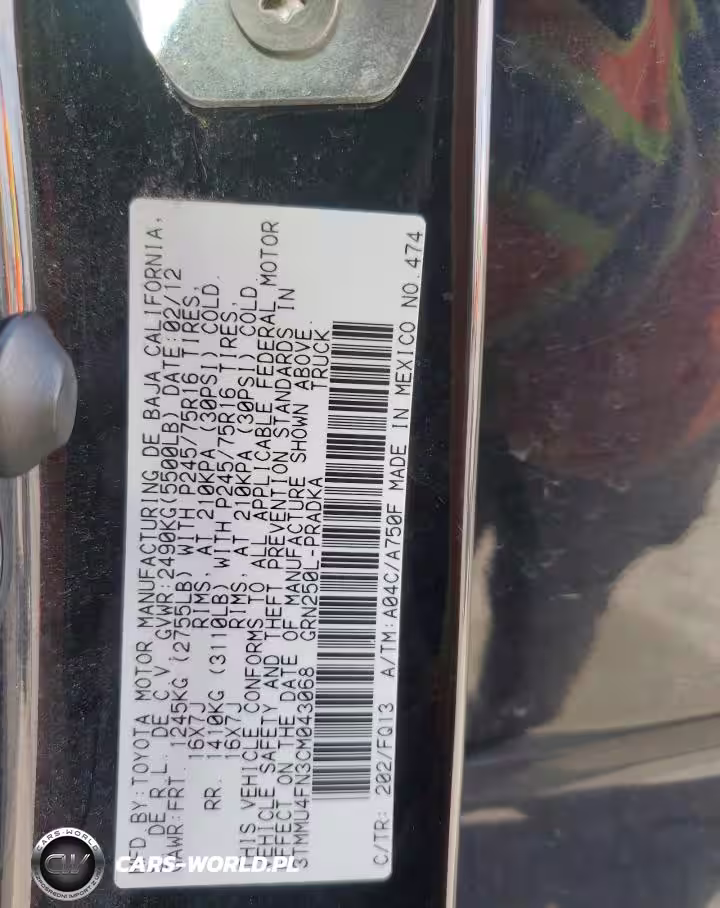 MFD BY: TOYOTA MOTOR MANUFACTURING DE BAJA CALIFORNIA,
DE R.L. DE C.V. GVWR: 2490KG(5500LB) DATE: 02/12
GAWR: FRT. 1245KG (2755LB) WITH P245/75R16 TIRES,
16X7J RIMS, AT 210KPA (30PSI) COLD.
RR. 1410KG (3110LB) WITH P245/75R16 TIRES,
16X7J RIMS, AT 210KPA (30PSI) COLD.
THIS VEHICLE CONFORMS TO ALL APPLICABLE FEDERAL MOTOR
VEHICLE SAFETY AND THEFT PREVENTION STANDARDS IN
EFFECT ON THE DATE OF MANUFACTURE SHOWN ABOVE.
3TMMU4FN3CM043068 GRN250L-PRADKA TRUCK
C/TR: 202/FQ13 A/TM: A04C/A750F MADE IN MEXICO NO.474
CARS-WORLD
CW
CARS-WORLD.PL